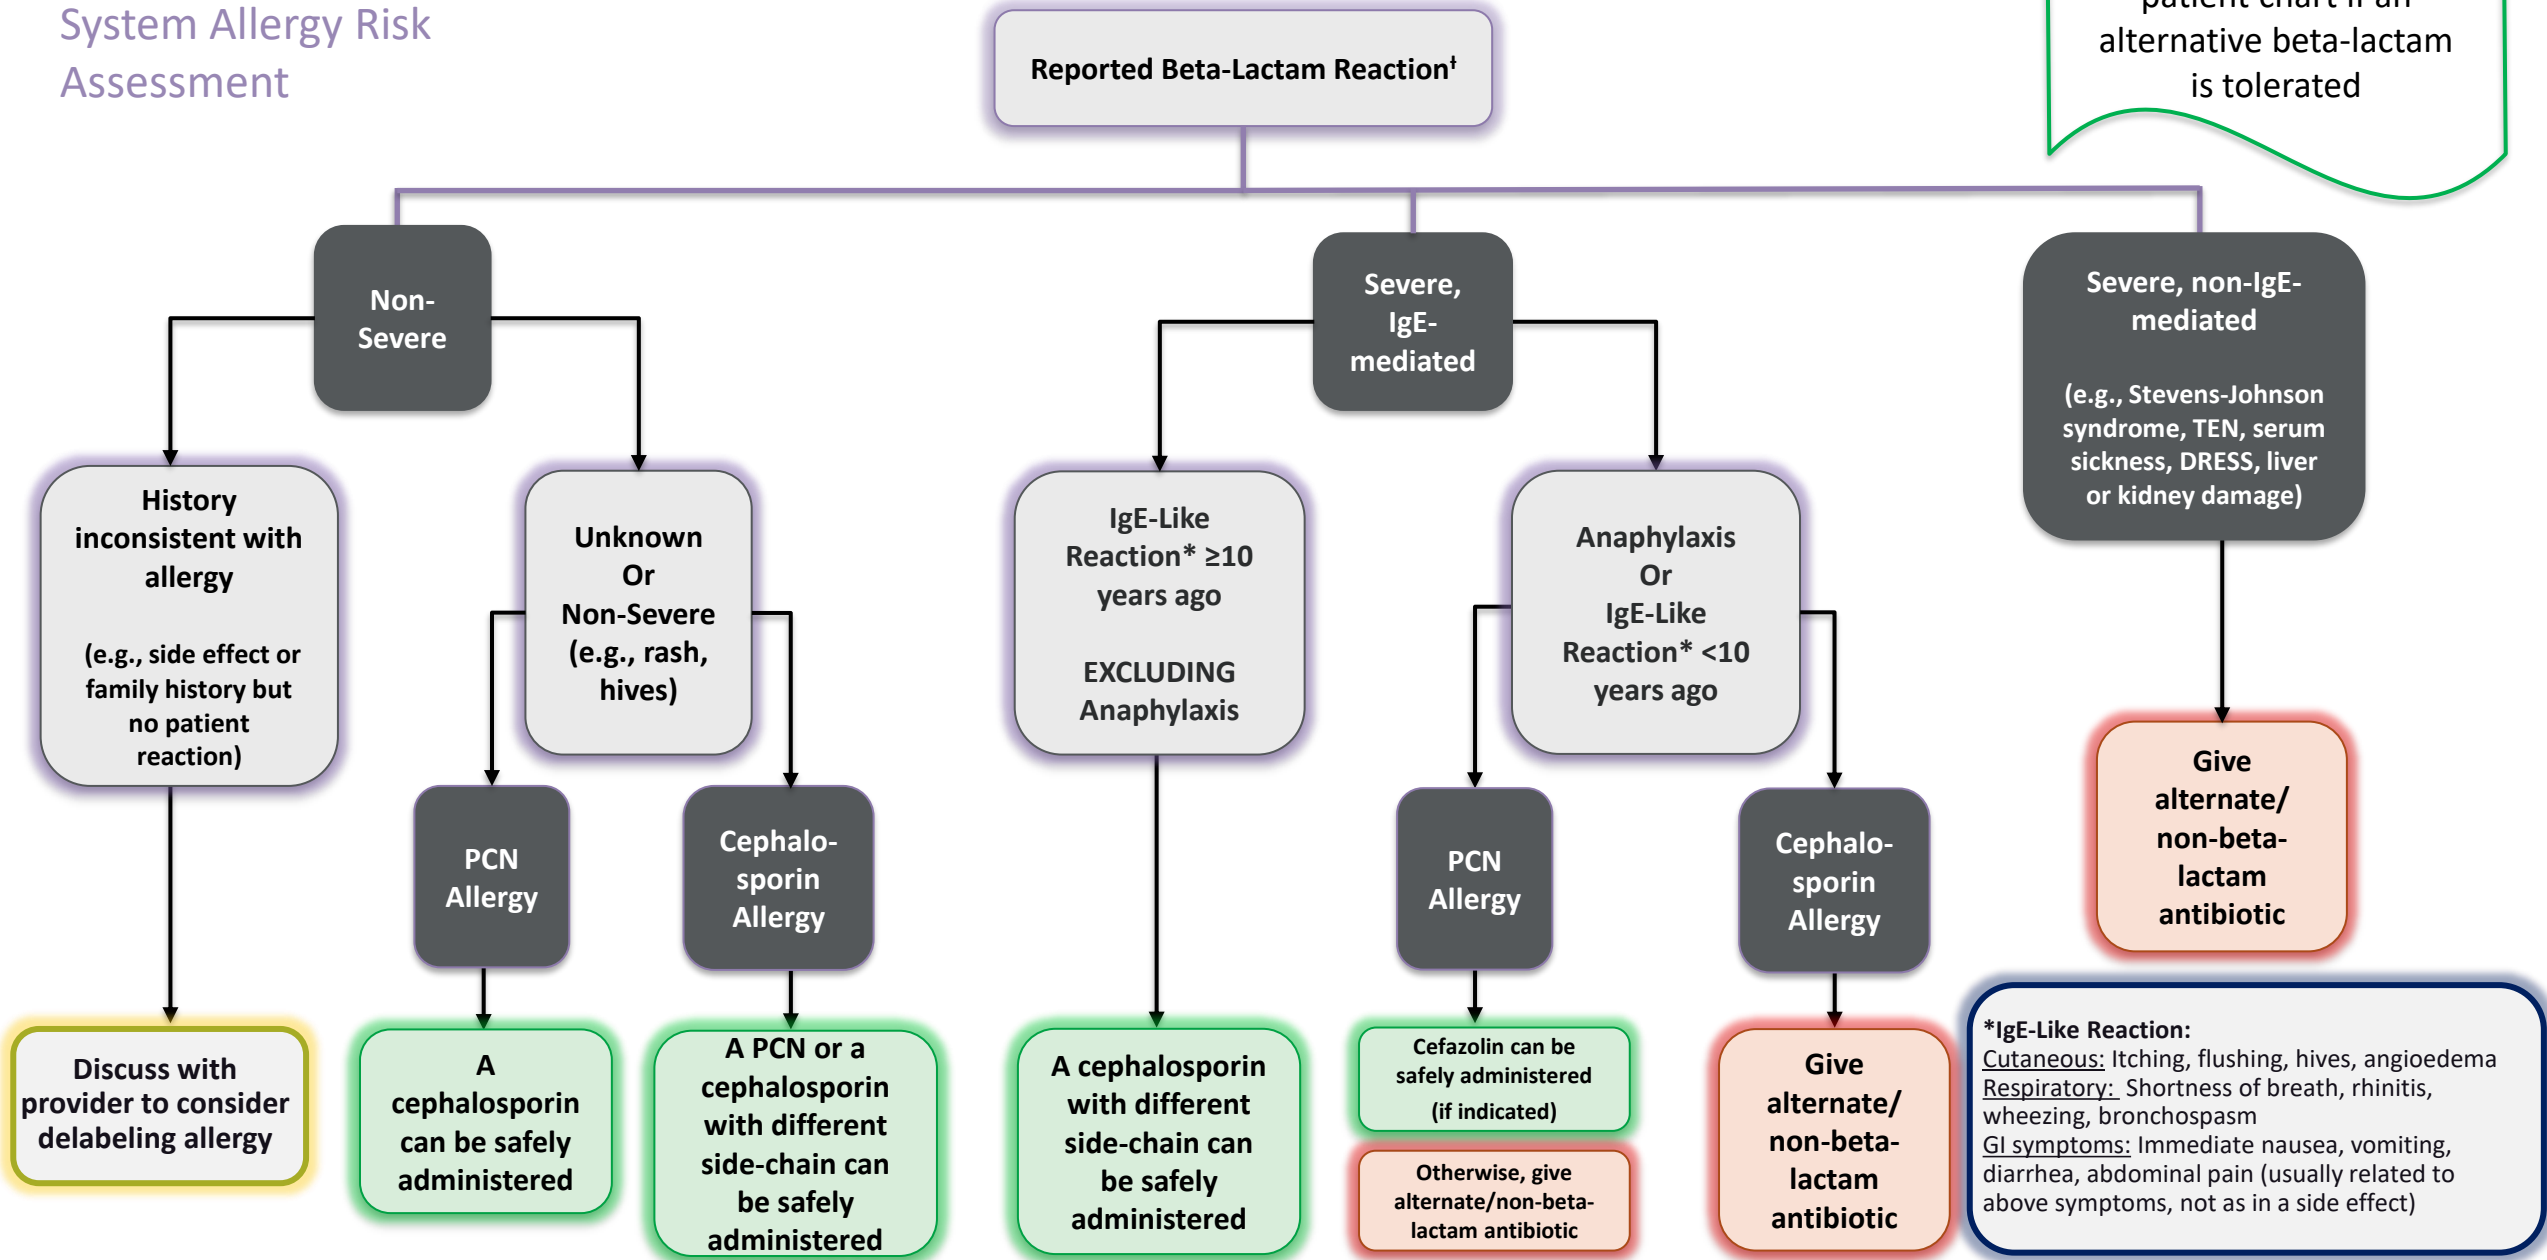 System Allergy Risk
Assessment
Reported Beta-Lactam Reactionƚ
patient chart if an
alternative beta-lactam
is tolerated
Non-
Severe
Severe,
IgE-
mediated
Severe, non-IgE-
mediated
(e.g., Stevens-Johnson
syndrome, TEN, serum
sickness, DRESS, liver
or kidney damage)
History
inconsistent with
allergy
(e.g., side effect or
family history but
no patient
reaction)
Unknown
Or
Non-Severe
(e.g., rash,
hives)
IgE-Like
Reaction* ≥10
years ago
EXCLUDING
Anaphylaxis
Anaphylaxis
Or
IgE-Like
Reaction* <10
years ago
PCN
Allergy
Cephalo-
sporin
Allergy
PCN
Allergy
Cephalo-
sporin
Allergy
Give
alternate/
non-beta-
lactam
antibiotic
Discuss with
provider to consider
delabeling allergy
A
cephalosporin
can be safely
administered
A PCN or a
cephalosporin
with different
side-chain can
be safely
administered
A cephalosporin
with different
side-chain can
be safely
administered
Cefazolin can be
safely administered
(if indicated)
Otherwise, give
alternate/non-beta-
lactam antibiotic
Give
alternate/
non-beta-
lactam
antibiotic
*IgE-Like Reaction:
Cutaneous: Itching, flushing, hives, angioedema
Respiratory: Shortness of breath, rhinitis,
wheezing, bronchospasm
GI symptoms: Immediate nausea, vomiting,
diarrhea, abdominal pain (usually related to
above symptoms, not as in a side effect)